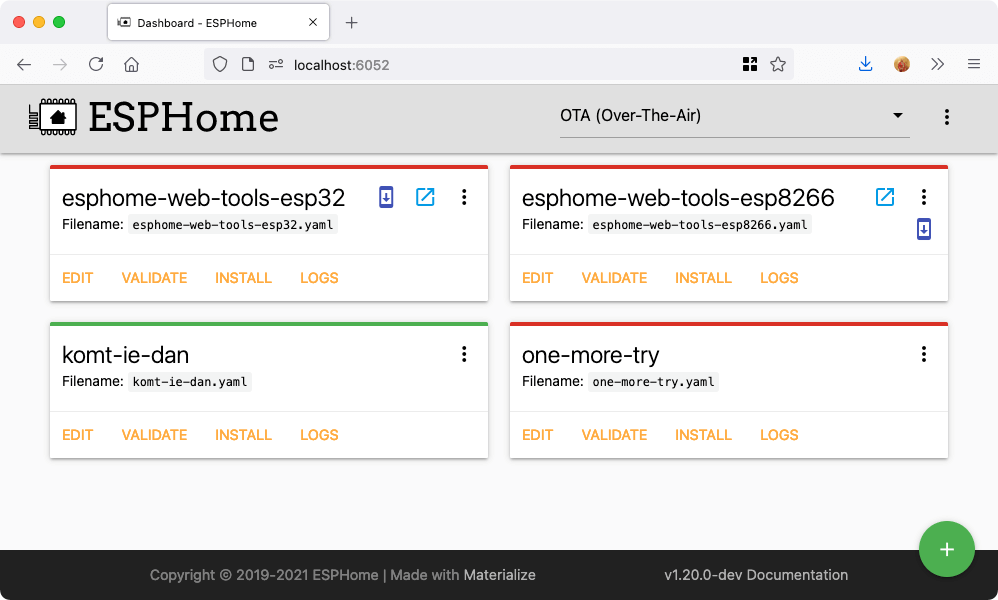 Dashboard - ESPHome
localhost:6052
ESPHome
OTA (Over-The-Air)
esphome-web-tools-esp32
Filename: esphome-web-tools-esp32.yaml
EDIT VALIDATE INSTALL LOGS
esphome-web-tools-esp8266
Filename: esphome-web-tools-esp8266.yaml
EDIT VALIDATE INSTALL LOGS
komt-ie-dan
Filename: komt-ie-dan.yaml
EDIT VALIDATE INSTALL LOGS
one-more-try
Filename: one-more-try.yaml
EDIT VALIDATE INSTALL LOGS
Copyright © 2019-2021 ESPHome | Made with Materialize
v1.20.0-dev Documentation